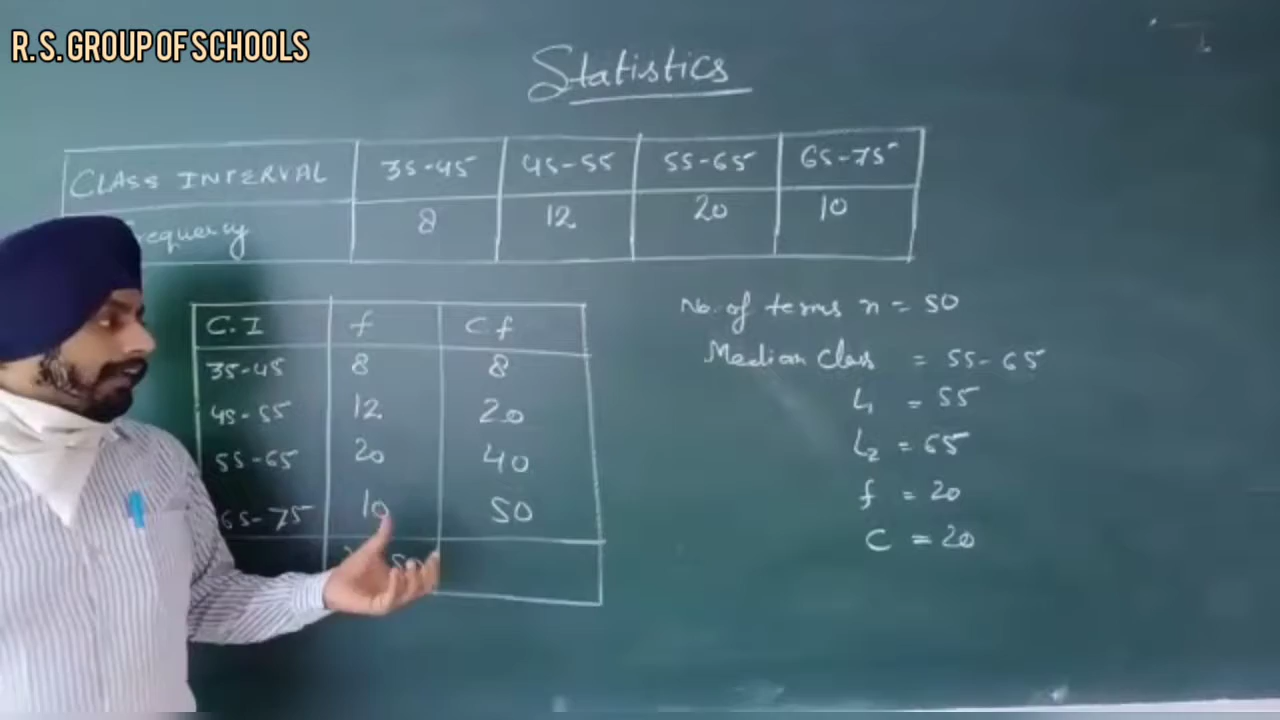 R. S. GROUP OF SCHOOLS
Statistics
CLASS INTERVAL 35-45 45-55 55-65 65-75
8 12 20 10
C.I f Cf
35-45 8 8
45-55 12 20
55-65 20 40
65-75 10 50
50
No. of terms n = 50
Median Class = 55-65
L₁ = 55
L₂ = 65
f = 20
C = 20